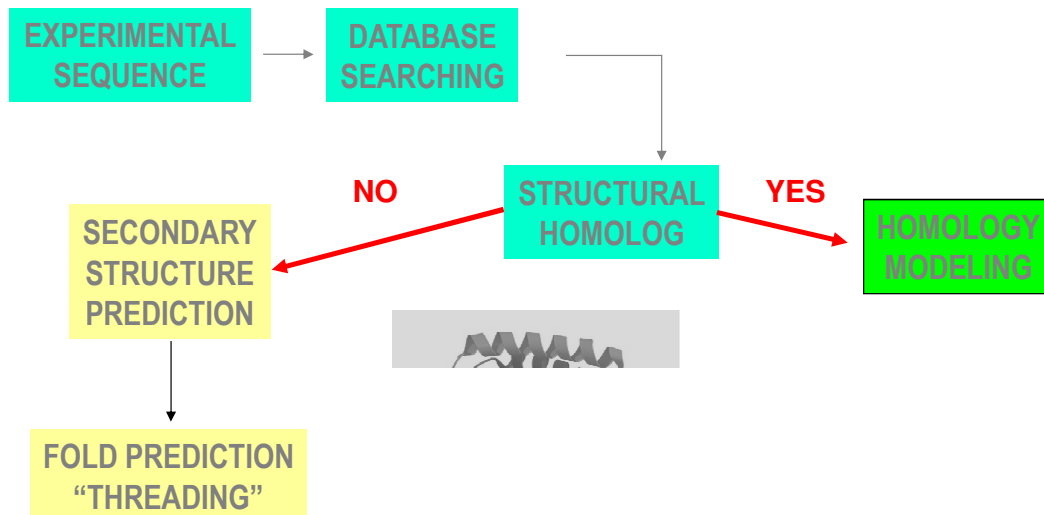 EXPERIMENTAL
SEQUENCE
DATABASE
SEARCHING
NO
STRUCTURAL
HOMOLOG
YES
HOMOLOGY
MODELING
SECONDARY
STRUCTURE
PREDICTION
FOLD PREDICTION
“THREADING”